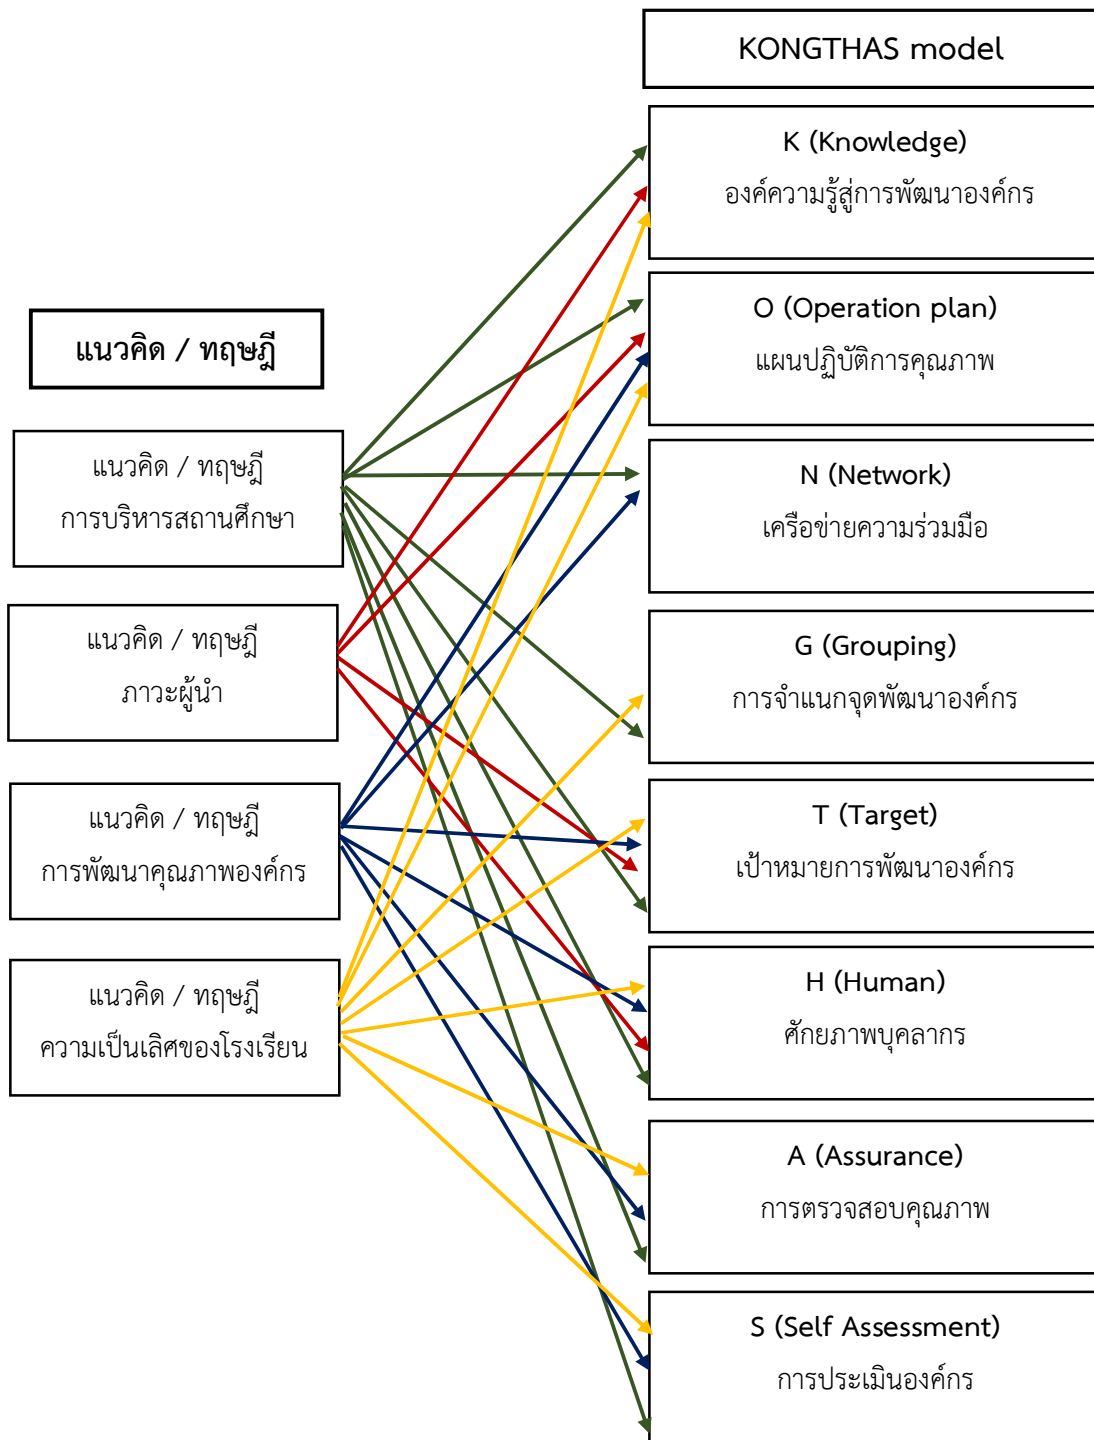 KONGTHAS model
K (Knowledge)
องค์ความรู้สู่การพัฒนาองค์กร
O (Operation plan)
แผนปฏิบัติการคุณภาพ
N (Network)
เครือข่ายความร่วมมือ
G (Grouping)
การจำแนกจุดพัฒนาองค์กร
T (Target)
เป้าหมายการพัฒนาองค์กร
H (Human)
ศักยภาพบุคลากร
A (Assurance)
การตรวจสอบคุณภาพ
S (Self Assessment)
การประเมินองค์กร
แนวคิด / ทฤษฎี
แนวคิด / ทฤษฎี
การบริหารสถานศึกษา
แนวคิด / ทฤษฎี
ภาวะผู้นำ
แนวคิด / ทฤษฎี
การพัฒนาคุณภาพองค์กร
แนวคิด / ทฤษฎี
ความเป็นเลิศของโรงเรียน